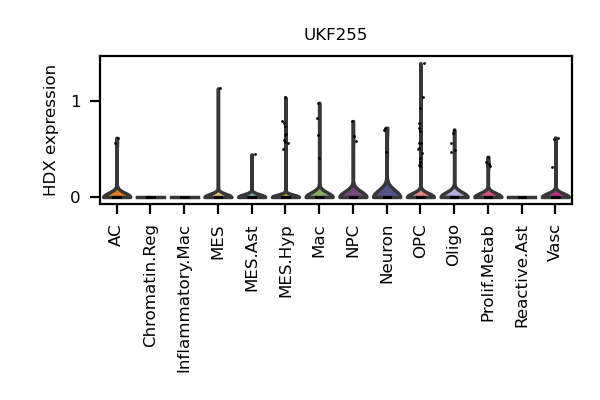 UKF255
HDX expression
1
0
AC
Chromatin.Reg
Inflammatory.Mac
MES
MES.Ast
MES.Hyp
Mac
NPC
Neuron
OPC
Oligo
Prolif.Metab
Reactive.Ast
Vasc